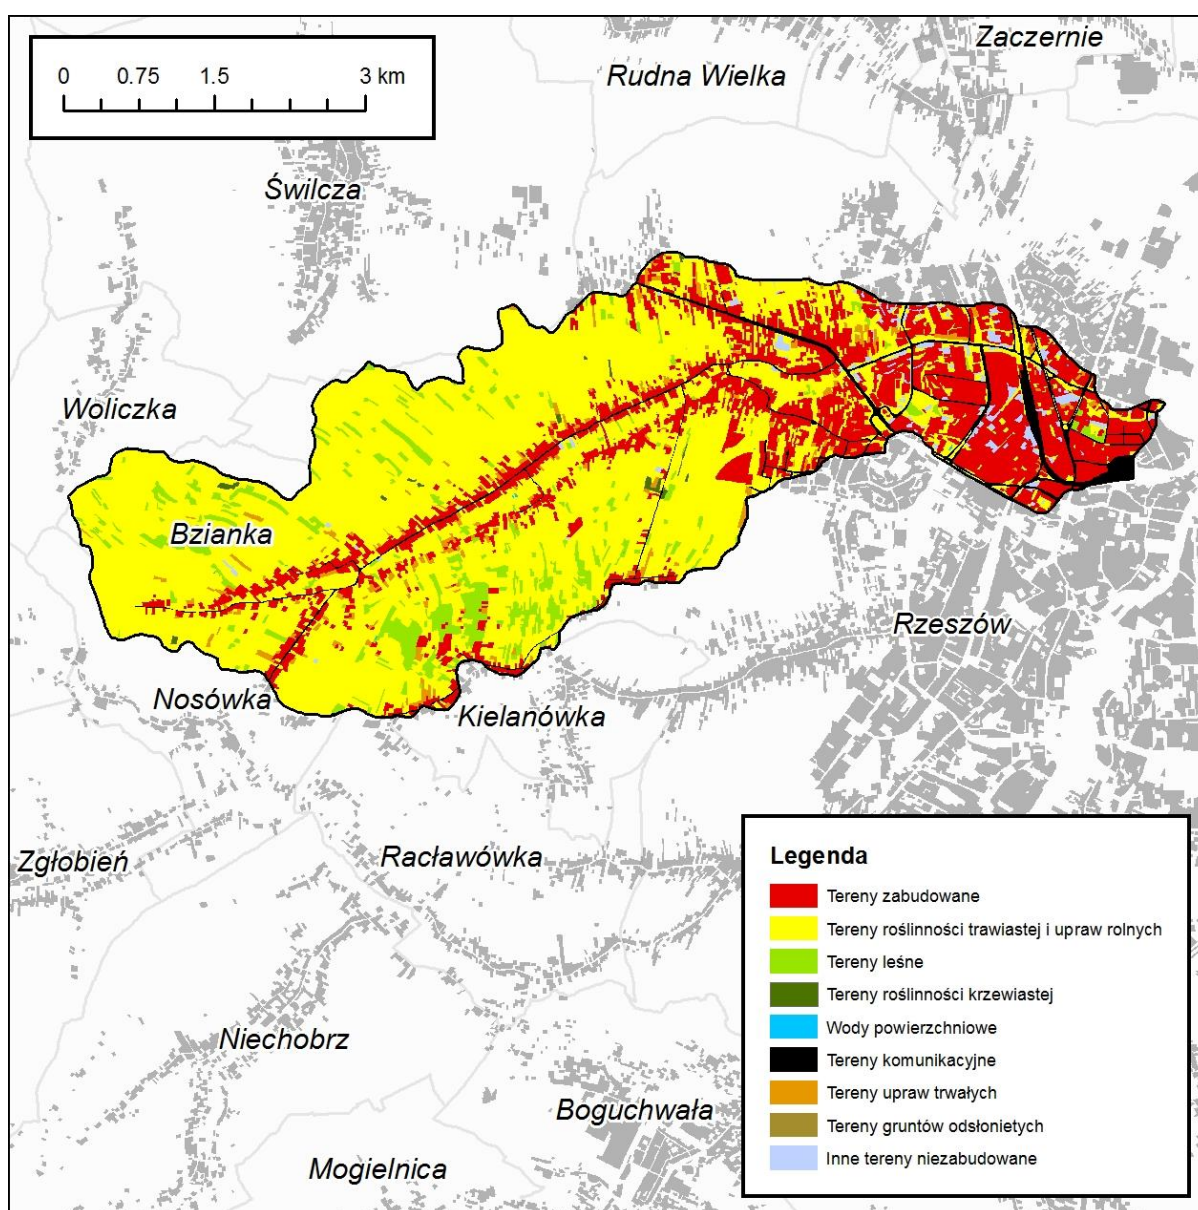 Zaczernie
Rudna Wielka
0 0.75 1.5 3 km
Świlcza
Woliczka
Bzianka
Rzeszów
Nosówka
Kielanówka
Zgłobień
Racławówka
Niechobrz
Boguchwała
Mogielnica
Legenda
Tereny zabudowane
Tereny roślinności trawiastej i upraw rolnych
Tereny leśne
Tereny roślinności krzewiastej
Wody powierzchniowe
Tereny komunikacyjne
Tereny upraw trwałych
Tereny gruntów odsłonietych
Inne tereny niezabudowane